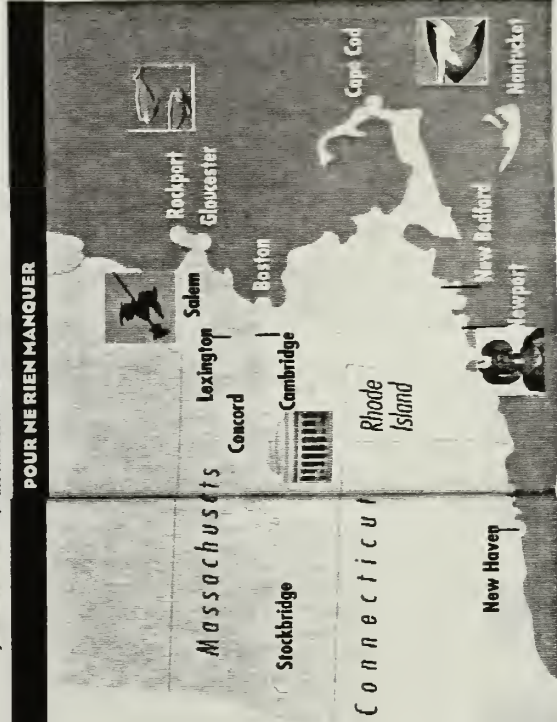 POUR NE RIEN MANQUER
Rockport
Gloucester
Salem
Lexington
Concord
Massachusets
Boston
Cambridge
Stockbridge
Cape Cod
Rhode
Island
Connecticut
New Bedford
Nantucket
Newport
New Haven